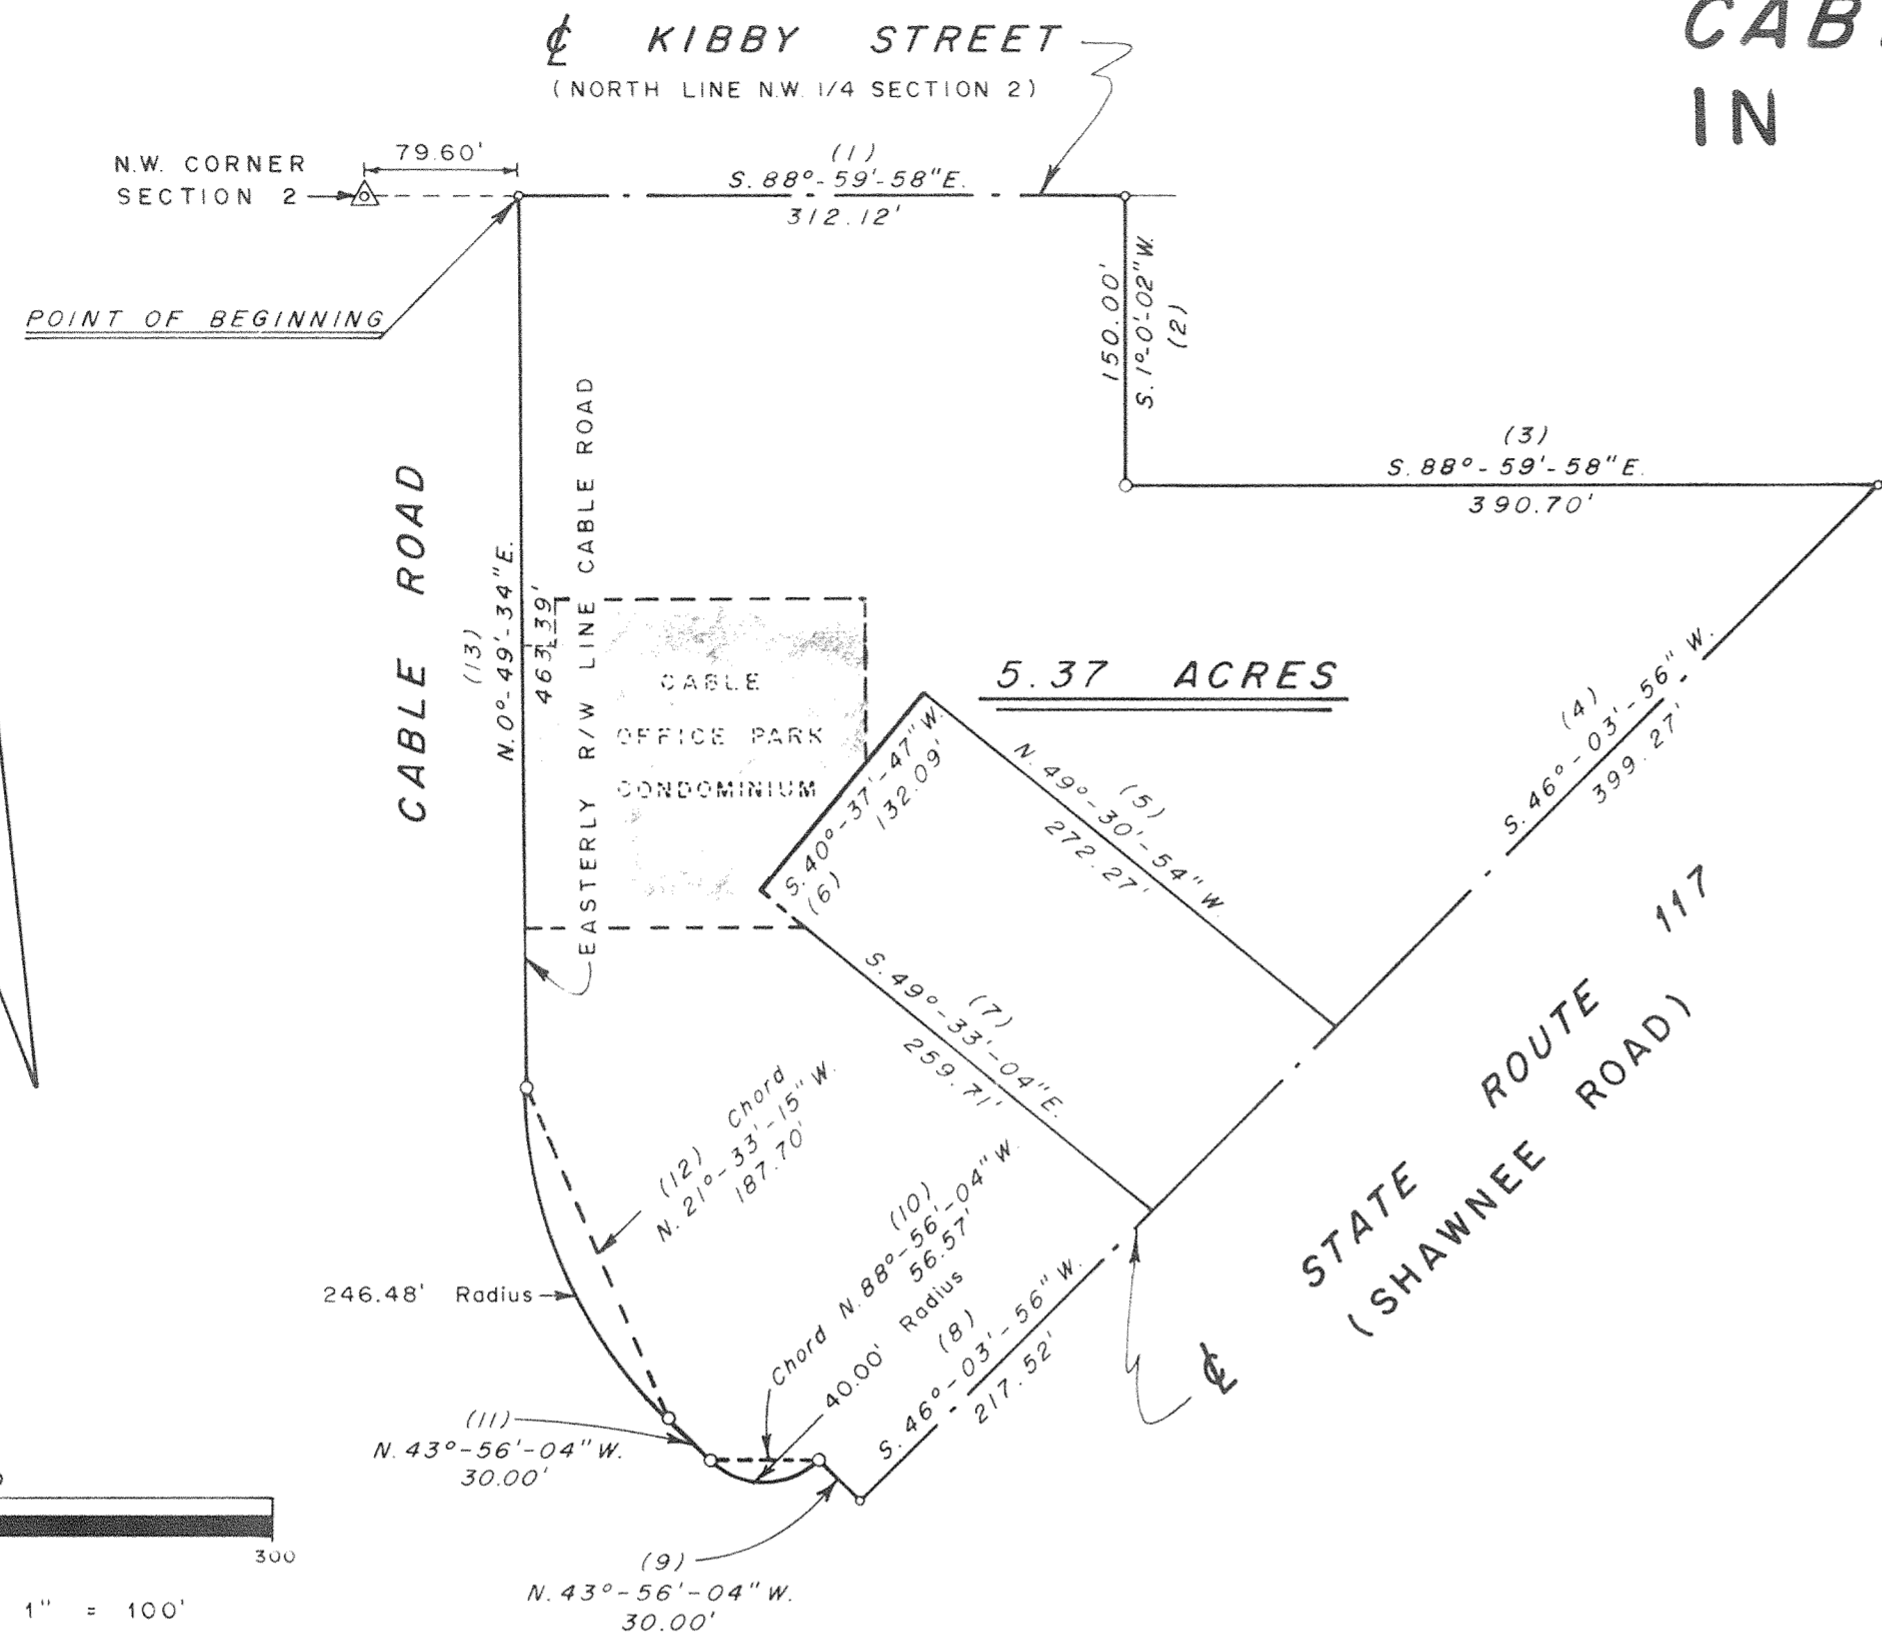 CAB
IN
℄ KIBBY STREET
(NORTH LINE N.W. 1/4 SECTION 2)
N.W. CORNER
SECTION 2
79.60'
(1)
S. 88°-59'-58"E.
312.12'
POINT OF BEGINNING
150.00'
S. 1°-0'-02"W.
(2)
(3)
S. 88°-59'-58"E.
390.70'
CABLE ROAD
(13)
N. 0°-49'-34"E.
463.39'
EASTERLY R/W LINE CABLE ROAD
CABLE
OFFICE PARK
CONDOMINIUM
5.37 ACRES
(4)
S. 46°-03'-56" W.
399.27'
(5)
N. 49°-30'-54" W.
272.27'
S. 40°-37'-47" W.
132.09'
(6)
(7)
S. 49°-33'-04"E.
259.71'
STATE ROUTE 117
(SHAWNEE ROAD)
℄
(12) Chord
N. 21°-33'-15" W.
187.70'
(10)
Chord N. 88°-56'-04" W.
56.57'
40.00' Radius
(8)
S. 46°-03'-56" W.
217.52'
246.48' Radius
(11)
N. 43°-56'-04" W.
30.00'
(9)
N. 43°-56'-04" W.
30.00'
300
1" = 100'